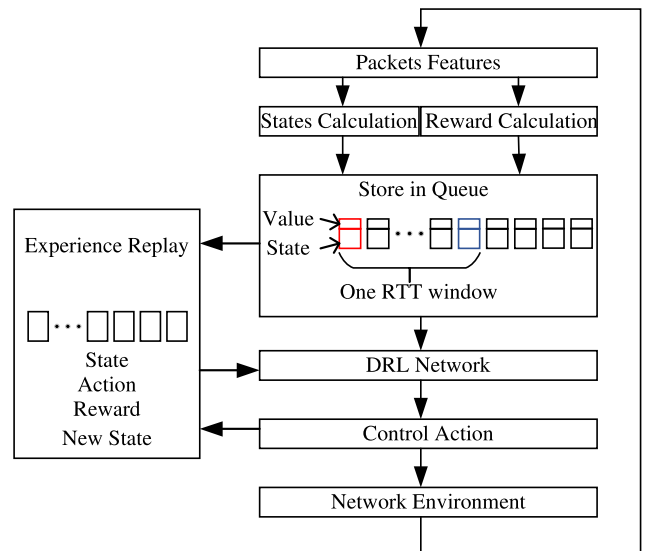 Packets Features
States Calculation
Reward Calculation
Store in Queue
Value
State
One RTT window
Experience Replay
State
Action
Reward
New State
DRL Network
Control Action
Network Environment